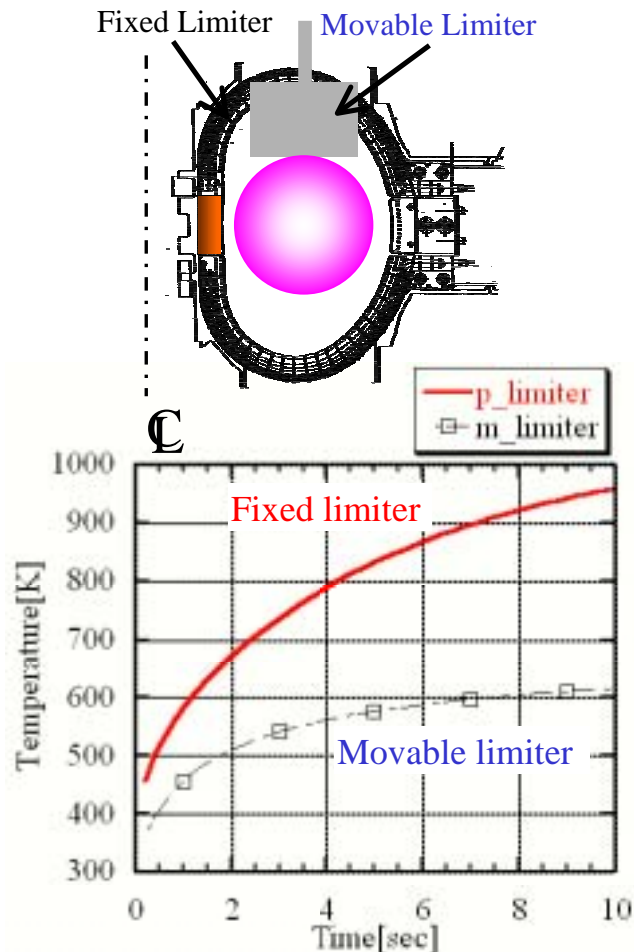 Fixed Limiter
Movable Limiter
℄
p_limiter
m_limiter
1000
900
800
700
600
500
400
300
Temperature[K]
Fixed limiter
Movable limiter
0 2 4 6 8 10
Time[sec]